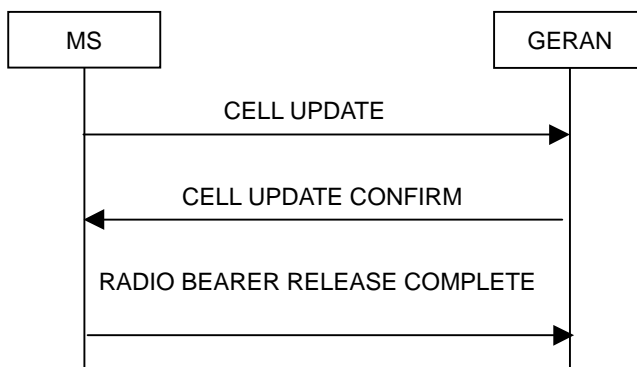 MS
GERAN
CELL UPDATE
CELL UPDATE CONFIRM
RADIO BEARER RELEASE COMPLETE